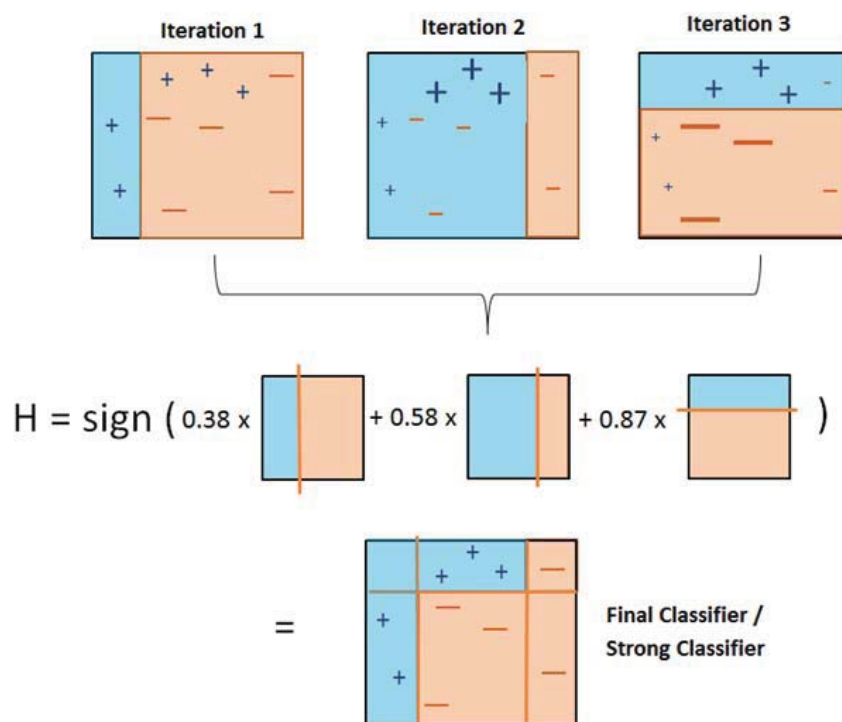 Iteration 1
Iteration 2
Iteration 3
H = sign ( 0.38 x + 0.58 x + 0.87 x )
=
Final Classifier /
Strong Classifier